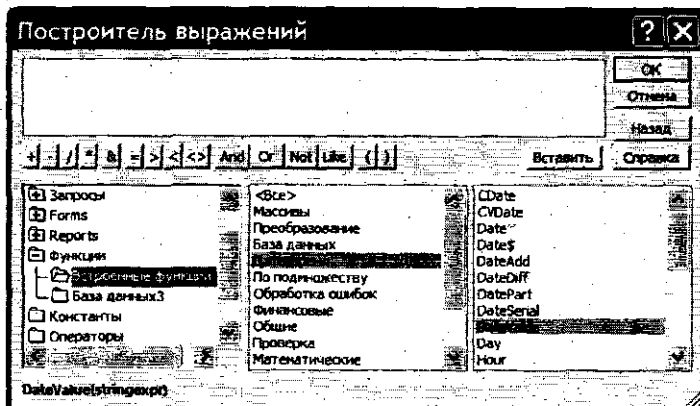 Построитель выражений
OK
Отмена
Назад
+ - / * & = > < <> And Or Not Like ( )
Вставить
Справка
Запросы
Forms
Reports
Функции
Встроенные функции
База данных3
Константы
Операторы
<Все>
Массивы
Преобразование
База данных
По подмножеству
Обработка ошибок
Финансовые
Общие
Проверка
Математические
CDate
CVDate
Date
Date$
DateAdd
DateDiff
DatePart
DateSerial
DateValue
Day
Hour
DateValue(stringexpr)